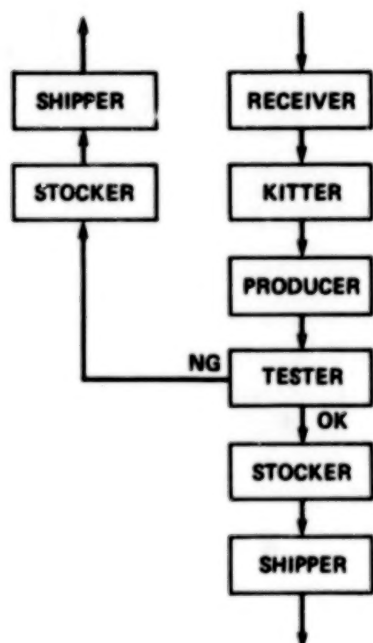 SHIPPER
STOCKER
RECEIVER
KITTER
PRODUCER
NG
TESTER
OK
STOCKER
SHIPPER